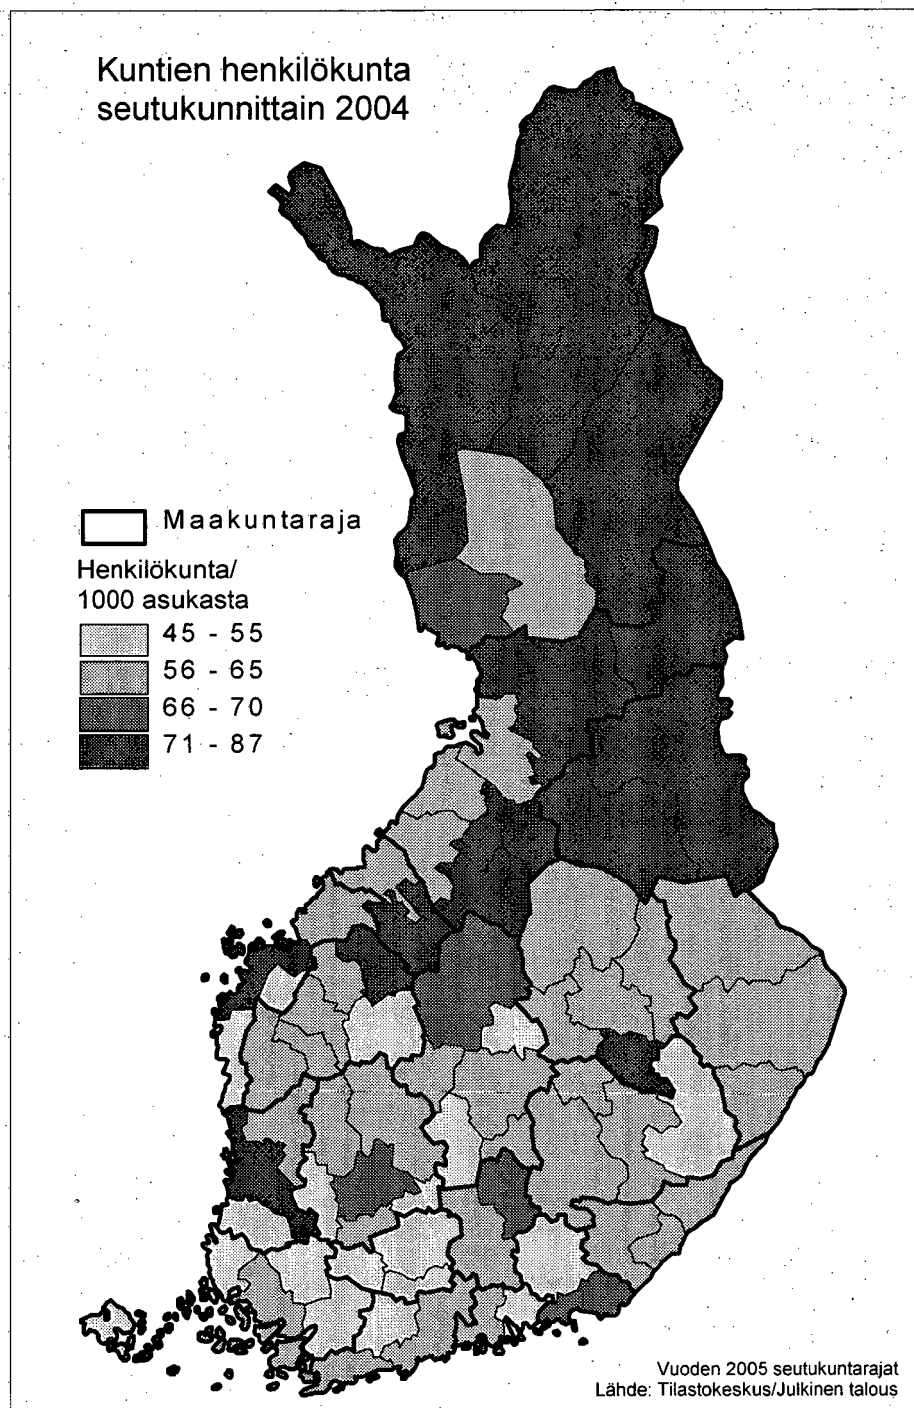 Kuntien henkilökunta
seutukunnittain 2004
Maakuntaraja
Henkilökunta/
1000 asukasta
45 - 55
56 - 65
66 - 70
71 - 87
Vuoden 2005 seutukuntarajat
Lähde: Tilastokeskus/Julkinen talous